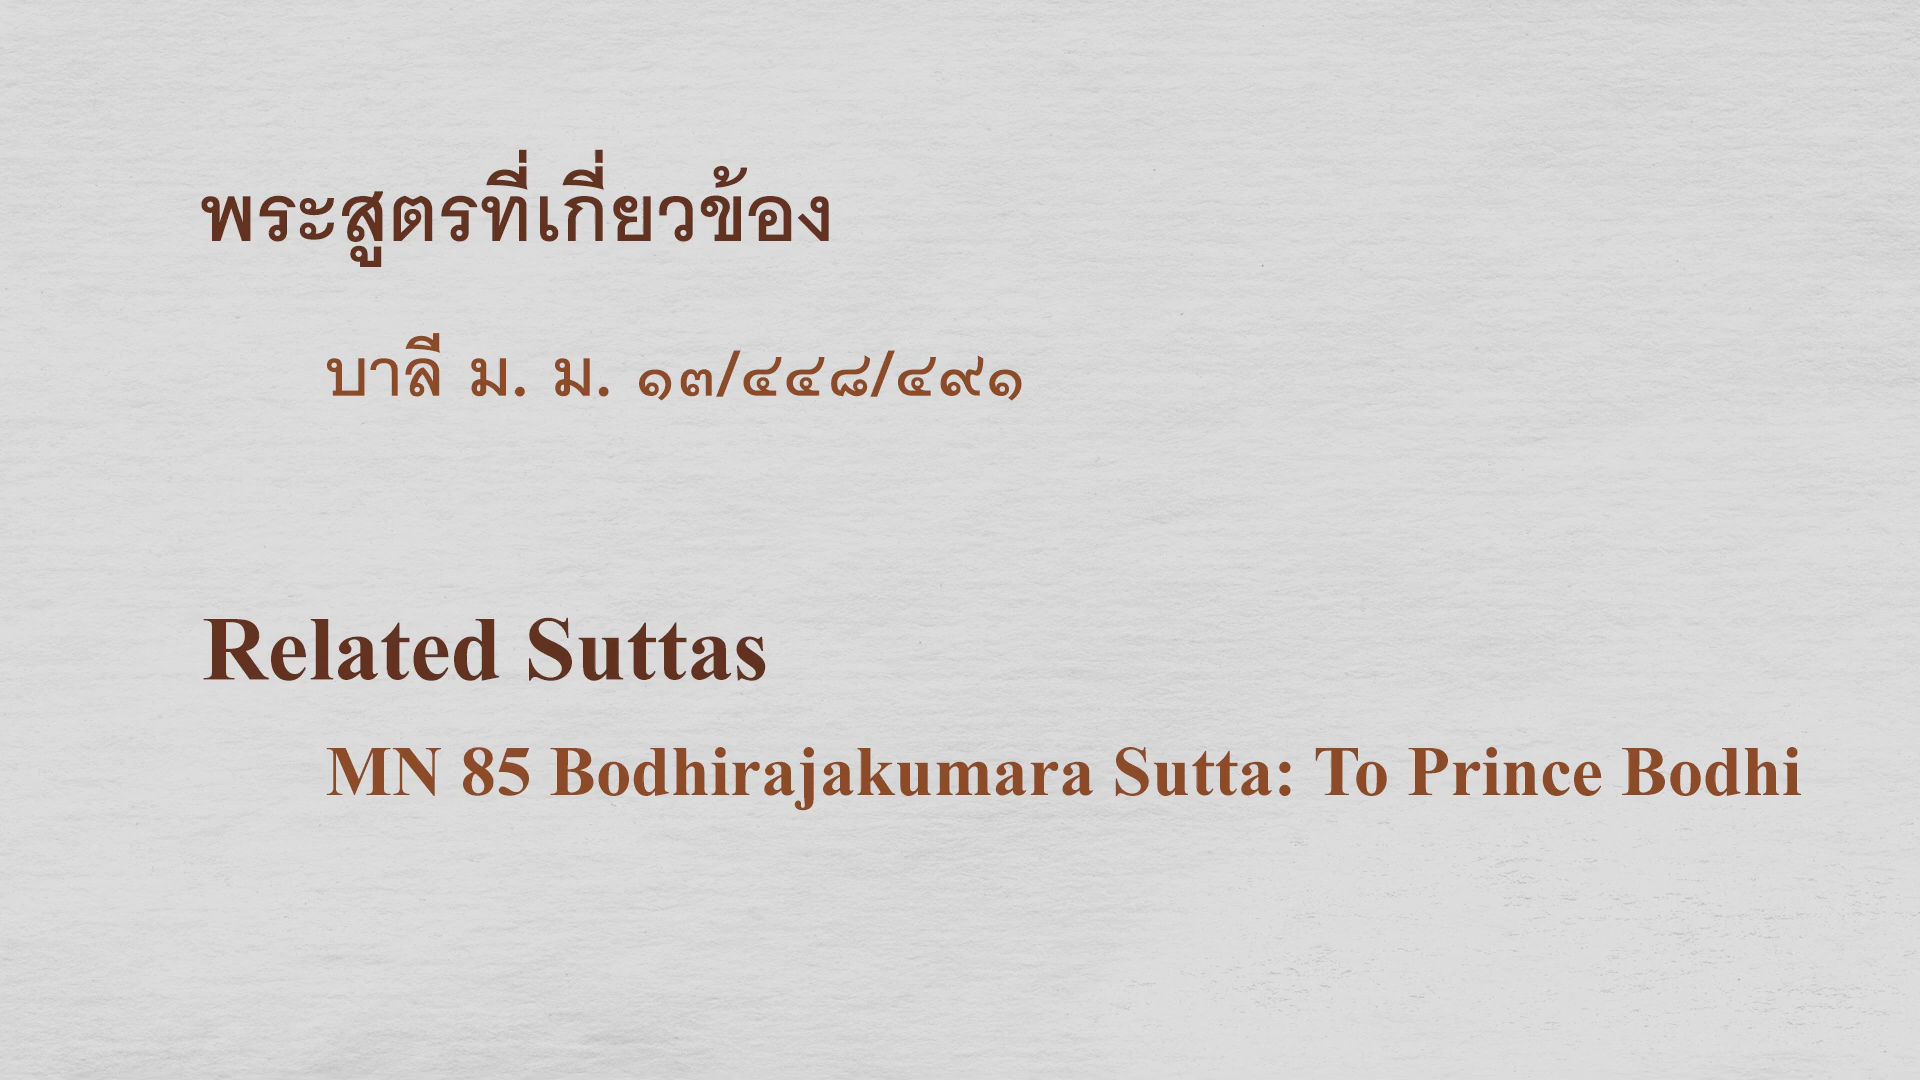 พระสูตรที่เกี่ยวข้อง
บาลี ม. ม. ๑๓/๔๔๘/๔๙๑
Related Suttas
MN 85 Bodhirajakumara Sutta: To Prince Bodhi